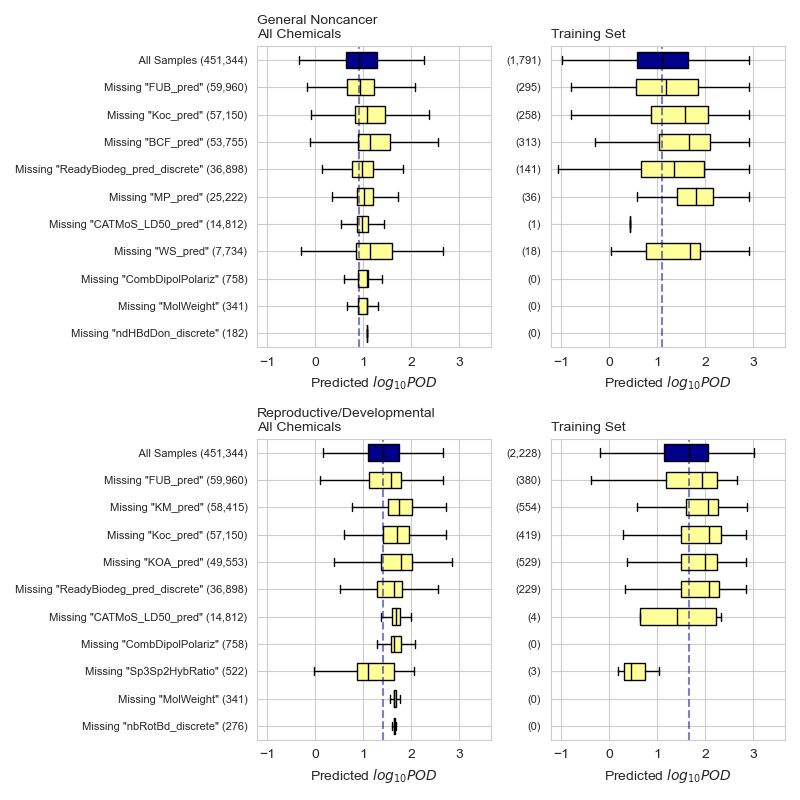 General Noncancer
All Chemicals
Training Set
All Samples (451,344)
(1,791)
Missing "FUB_pred" (59,960)
(295)
Missing "Koc_pred" (57,150)
(258)
Missing "BCF_pred" (53,755)
(313)
Missing "ReadyBiodeg_pred_discrete" (36,898)
(141)
Missing "MP_pred" (25,222)
(36)
Missing "CATMoS_LD50_pred" (14,812)
(1)
Missing "WS_pred" (7,734)
(18)
Missing "CombDipolPolariz" (758)
(0)
Missing "MolWeight" (341)
(0)
Missing "ndHBdDon_discrete" (182)
(0)
−1 0 1 2 3
−1 0 1 2 3
Predicted log10POD
Predicted log10POD
Reproductive/Developmental
All Chemicals
Training Set
All Samples (451,344)
(2,228)
Missing "FUB_pred" (59,960)
(380)
Missing "KM_pred" (58,415)
(554)
Missing "Koc_pred" (57,150)
(419)
Missing "KOA_pred" (49,553)
(529)
Missing "ReadyBiodeg_pred_discrete" (36,898)
(229)
Missing "CATMoS_LD50_pred" (14,812)
(4)
Missing "CombDipolPolariz" (758)
(0)
Missing "Sp3Sp2HybRatio" (522)
(3)
Missing "MolWeight" (341)
(0)
Missing "nbRotBd_discrete" (276)
(0)
−1 0 1 2 3
−1 0 1 2 3
Predicted log10POD
Predicted log10POD